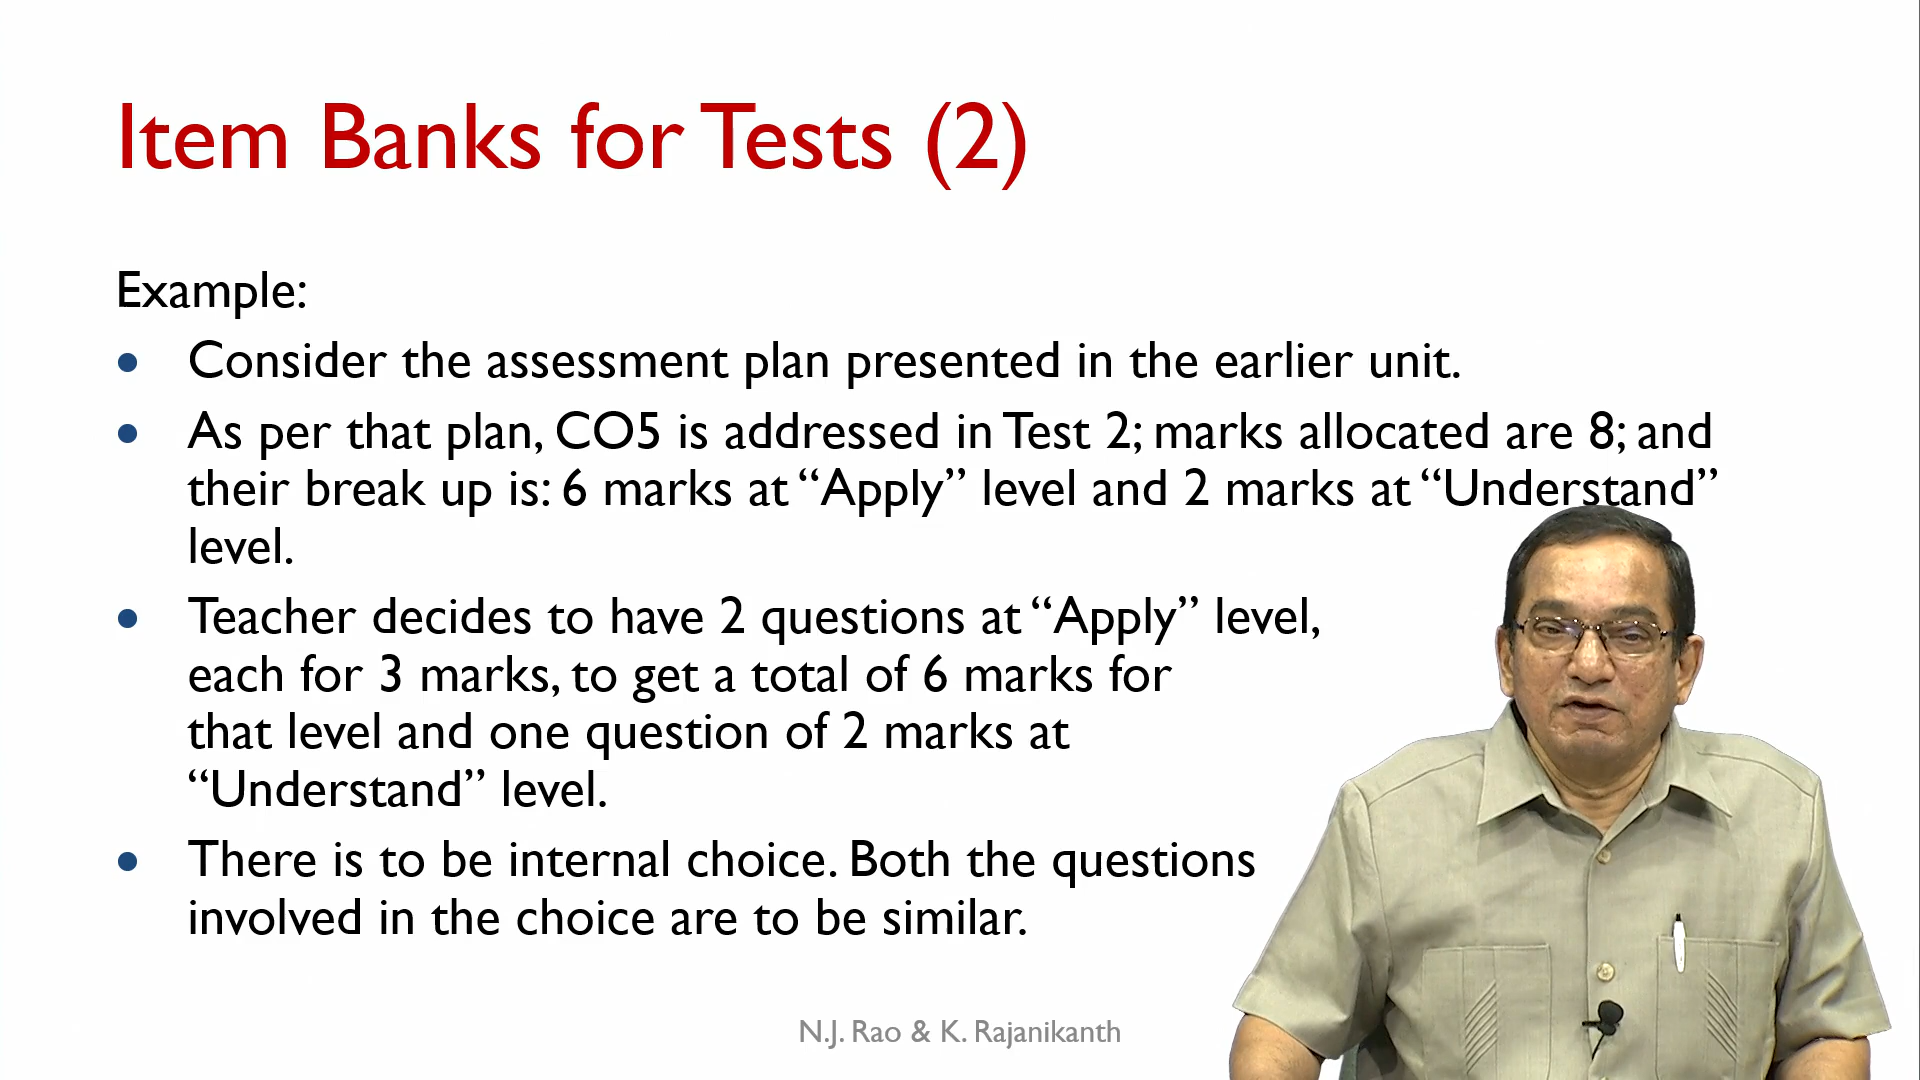 Item Banks for Tests (2)
Example:
• Consider the assessment plan presented in the earlier unit.
• As per that plan, CO5 is addressed in Test 2; marks allocated are 8; and
their break up is: 6 marks at “Apply” level and 2 marks at “Understand”
level.
• Teacher decides to have 2 questions at “Apply” level,
each for 3 marks, to get a total of 6 marks for
that level and one question of 2 marks at
“Understand” level.
• There is to be internal choice. Both the questions
involved in the choice are to be similar.
N.J. Rao & K. Rajanikanth